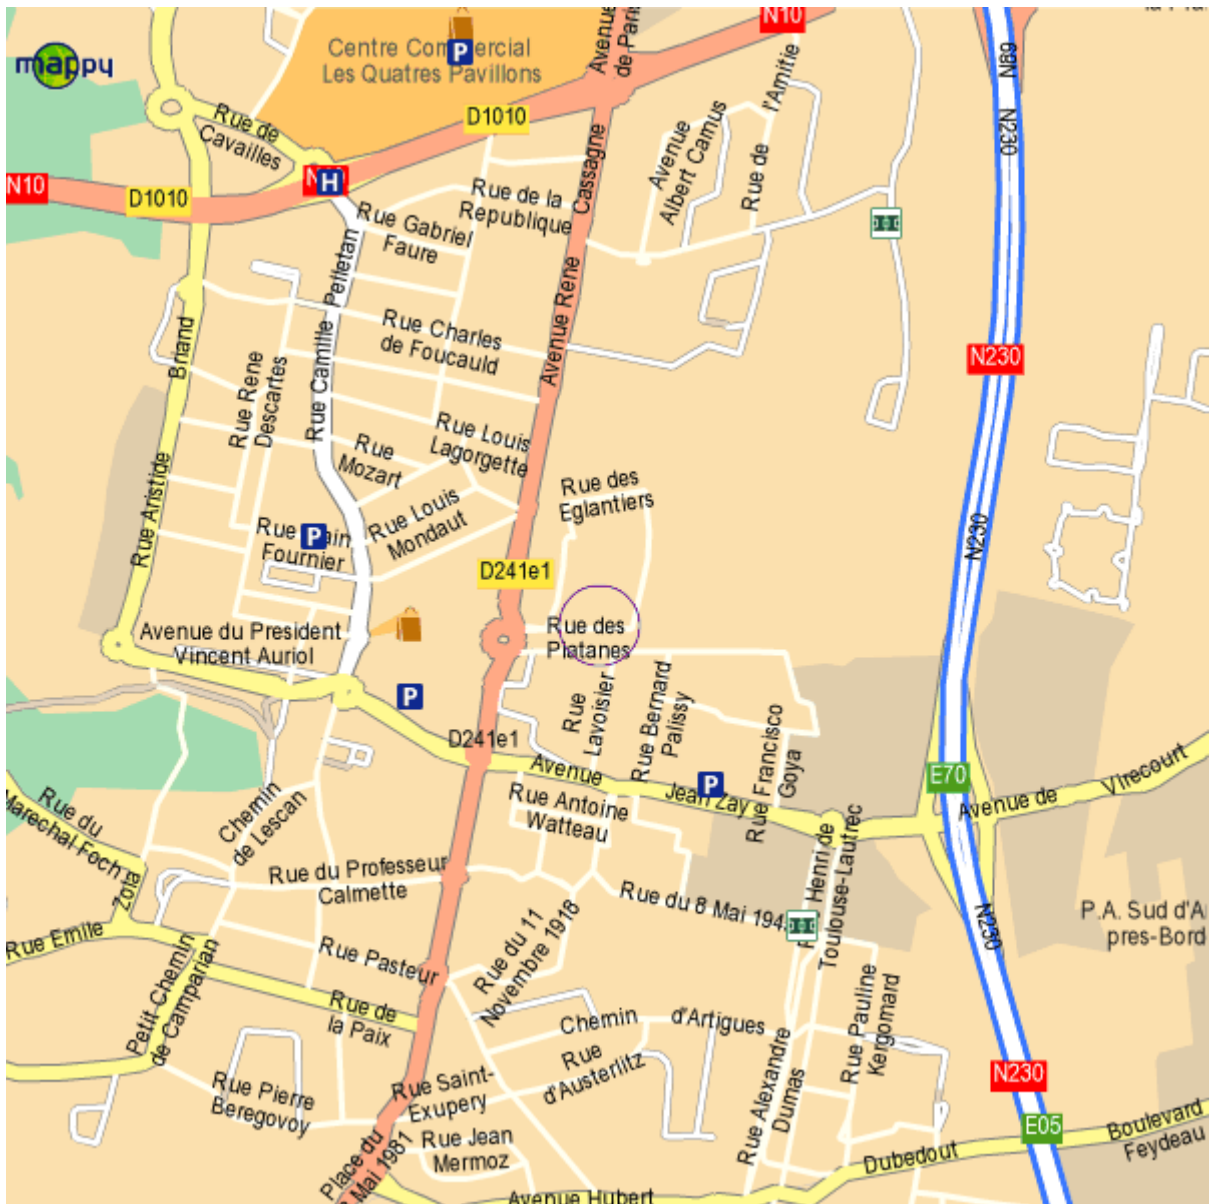 N10
Avenue
de Paris
N89
mappy
Centre Com ercial
Les Quatres Pavillons
P
l'Amitie
Rue de
Cavailles
D1010
Avenue
Albert Camus
N230
Rue de
N10
H
D1010
Rue de la
Republique
Cassagne
Rue Gabriel
Faure
Pelletan
Rue Charles
de Foucauld
Avenue Rene
Briand
Rue Camille
N230
Rue Rene
Descartes
Rue Louis
Lagorgette
Rue
Mozart
Rue Aristide
Rue des
Eglantiers
Rue Louis
Mondaut
Rue
Fournier
P
N230
D241e1
Avenue du President
Vincent Auriol
Rue des
Platanes
P
Rue
Lavoisier
Rue Bernard
Palissy
D241e1
Rue Francisco
Goya
Avenue
Jean Zay
P
E70
Avenue de
Virecourt
Rue du
Marechal Foch
Chemin
de Lescan
Rue Antoine
Watteau
Zola
Rue du Professeur
Calmette
Henri de
Toulouse-Lautrec
Rue du 8 Mai 194
N230
P.A. Sud d'A
pres-Bord
Rue Emile
Rue du 11
Novembre 1918
Rue Pasteur
Petit Chemin
de Camparian
Rue de
la Paix
Chemin
d'Artigues
Rue Pauline
Kergomard
Rue
d'Austerlitz
Rue Pierre
Beregovoy
Rue Saint-
Exupery
Rue Alexandre
Dumas
N230
E05
Boulevard
Feydeau
Rue Jean
Mermoz
Place du
Mai 1981
Dubedout
Avenue Hubert